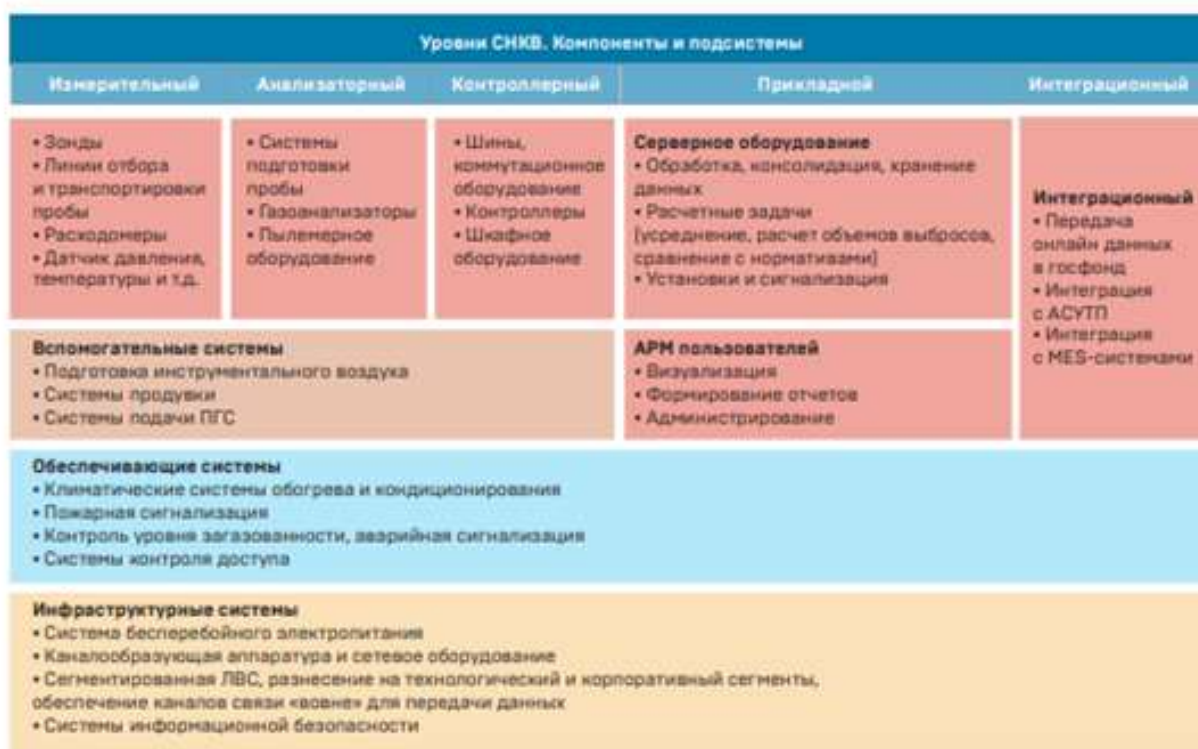 Уровни СНКВ. Компоненты и подсистемы
Измерительный
Анализаторный
Контроллерный
Прикладной
Интеграционный
• Зонды
• Линии отбора
и транспортировки
пробы
• Расходомеры
• Датчик давления,
температуры и т.д.
• Системы
подготовки
пробы
• Газоанализаторы
• Пылемерное
оборудование
• Шины,
коммутационное
оборудование
• Контроллеры
• Шкафное
оборудование
Серверное оборудование
• Обработка, консолидация, хранение
данных
• Расчетные задачи
(усреднение, расчет объемов выбросов,
сравнение с нормативами)
• Установки и сигнализация
Интеграционный
• Передача
онлайн данных
в госфонд
• Интеграция
с АСУТП
• Интеграция
с MES-системами
Вспомогательные системы
• Подготовка инструментального воздуха
• Системы продувки
• Системы подачи ПГС
АРМ пользователей
• Визуализация
• Формирование отчетов
• Администрирование
Обеспечивающие системы
• Климатические системы обогрева и кондиционирования
• Пожарная сигнализация
• Контроль уровня загазованности, аварийная сигнализация
• Системы контроля доступа
Инфраструктурные системы
• Система бесперебойного электропитания
• Каналообразующая аппаратура и сетевое оборудование
• Сегментированная ЛВС, разнесение на технологический и корпоративный сегменты,
обеспечение каналов связи «вовне» для передачи данных
• Системы информационной безопасности